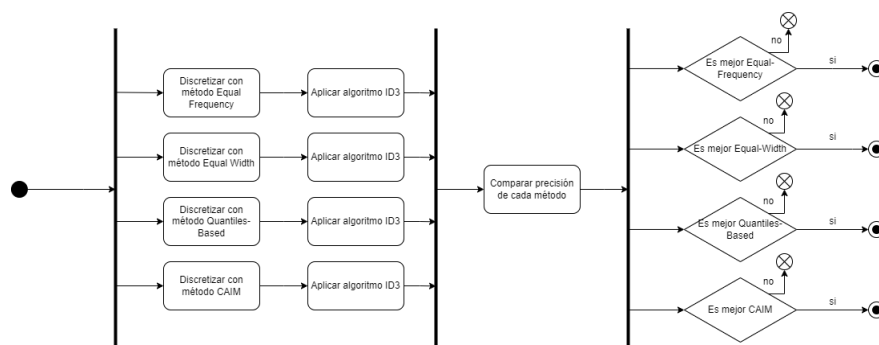 Discretizar con
método Equal
Frequency
Aplicar algoritmo ID3
Discretizar con
método Equal Width
Aplicar algoritmo ID3
Discretizar con
método Quantiles-
Based
Aplicar algoritmo ID3
Discretizar con
método CAIM
Aplicar algoritmo ID3
Comparar precisión
de cada método
Es mejor Equal-
Frequency
no
si
Es mejor Equal-Width
no
si
Es mejor Quantiles-
Based
no
si
Es mejor CAIM
no
si